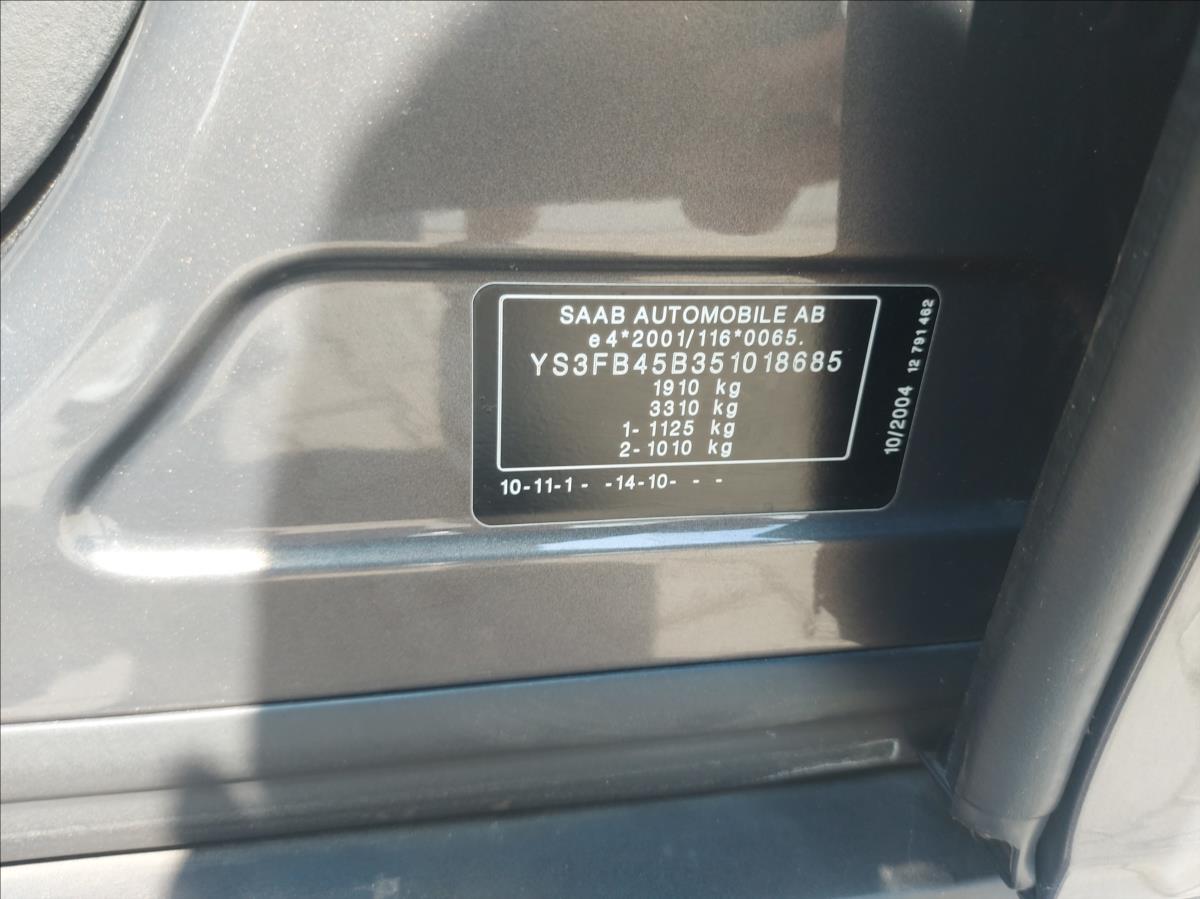 SAAB AUTOMOBILE AB
e4*2001/116*0065.
YS3FB45B351018685
1910 kg
3310 kg
1- 1125 kg
2- 1010 kg
10-11-1 - -14-10- - -
10/2004 12 791 462